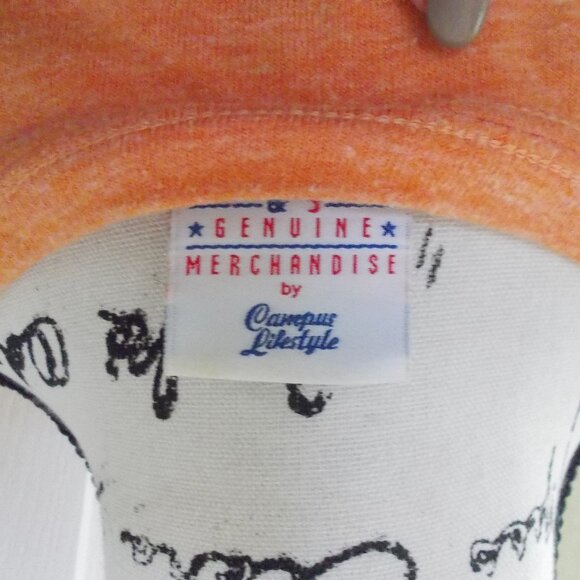 ★ GENUINE ★
MERCHANDISE
by
Campus
Lifestyle